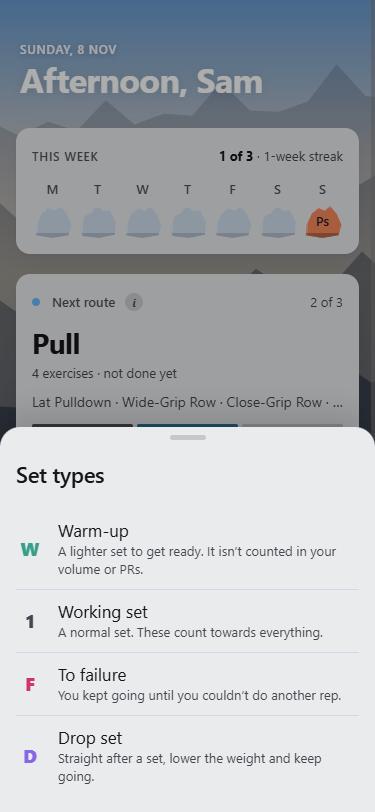 SUNDAY, 8 NOV
Afternoon, Sam
THIS WEEK
1 of 3 · 1-week streak
M T W T F S S
Ps
Next route i
2 of 3
Pull
4 exercises · not done yet
Lat Pulldown · Wide-Grip Row · Close-Grip Row · ...
Set types
W
Warm-up
A lighter set to get ready. It isn't counted in your
volume or PRs.
1
Working set
A normal set. These count towards everything.
F
To failure
You kept going until you couldn't do another rep.
D
Drop set
Straight after a set, lower the weight and keep
going.